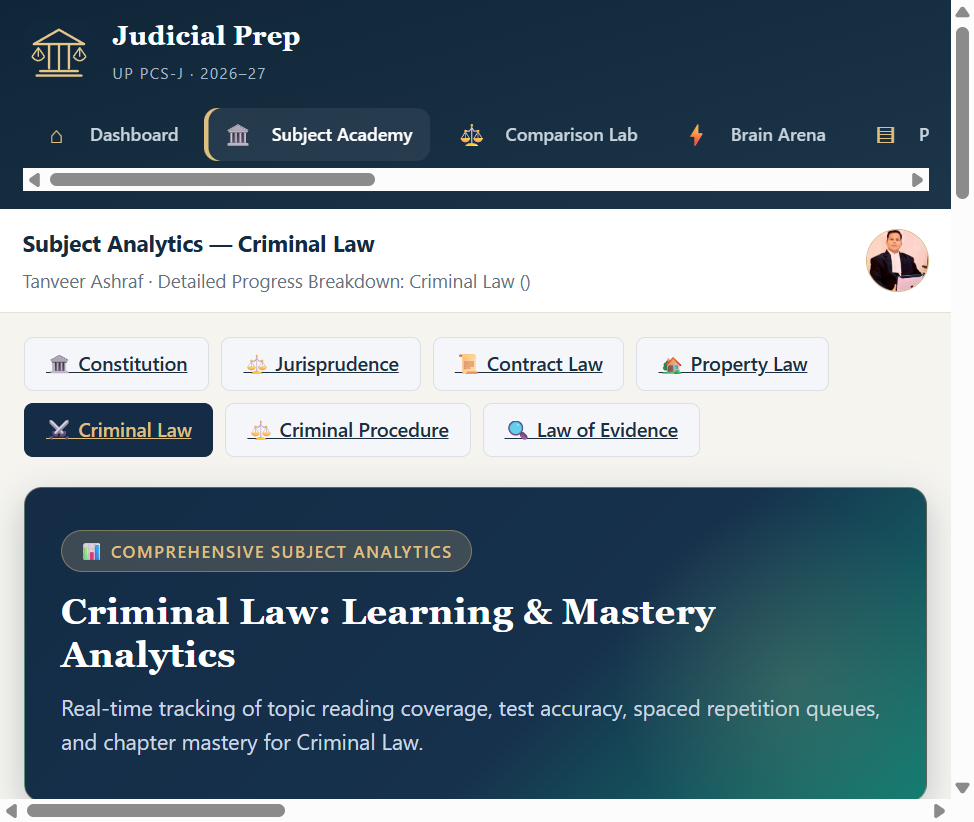 Judicial Prep
UP PCS-J · 2026–27
Dashboard
Subject Academy
Comparison Lab
Brain Arena
P
Subject Analytics — Criminal Law
Tanveer Ashraf · Detailed Progress Breakdown: Criminal Law ()
Constitution
Jurisprudence
Contract Law
Property Law
Criminal Law
Criminal Procedure
Law of Evidence
COMPREHENSIVE SUBJECT ANALYTICS
Criminal Law: Learning & Mastery
Analytics
Real-time tracking of topic reading coverage, test accuracy, spaced repetition queues,
and chapter mastery for Criminal Law.